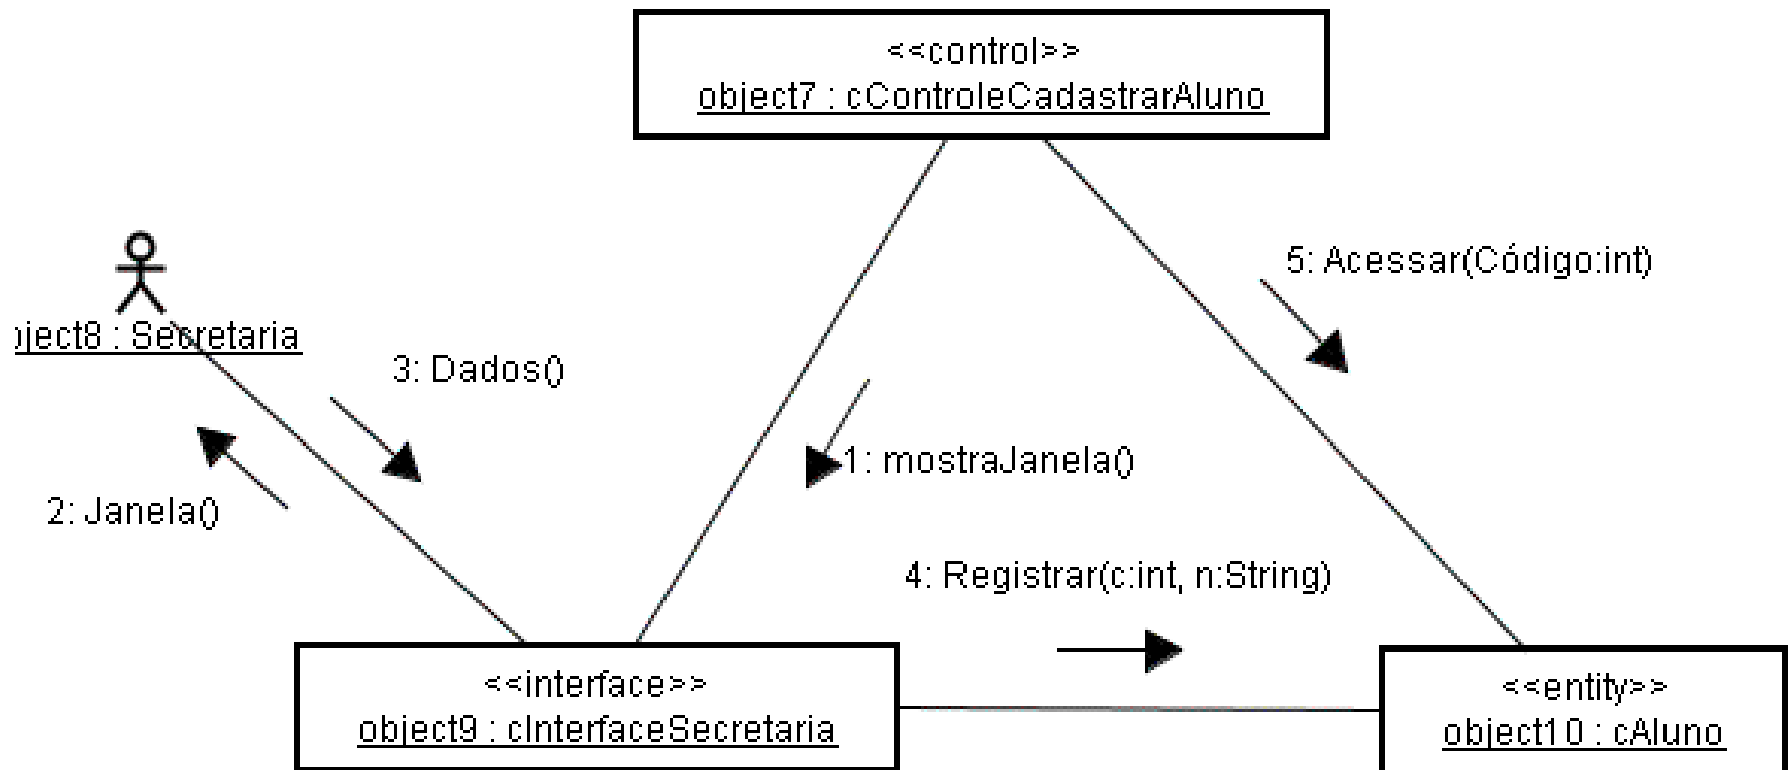 <<control>>
object7 : cControleCadastrarAluno
5: Acessar(Código:int)
bject8 : Secretaria
3: Dados()
1: mostraJanela()
2: Janela()
4: Registrar(c:int, n:String)
<<interface>>
object9 : cInterfaceSecretaria
<<entity>>
object10 : cAluno